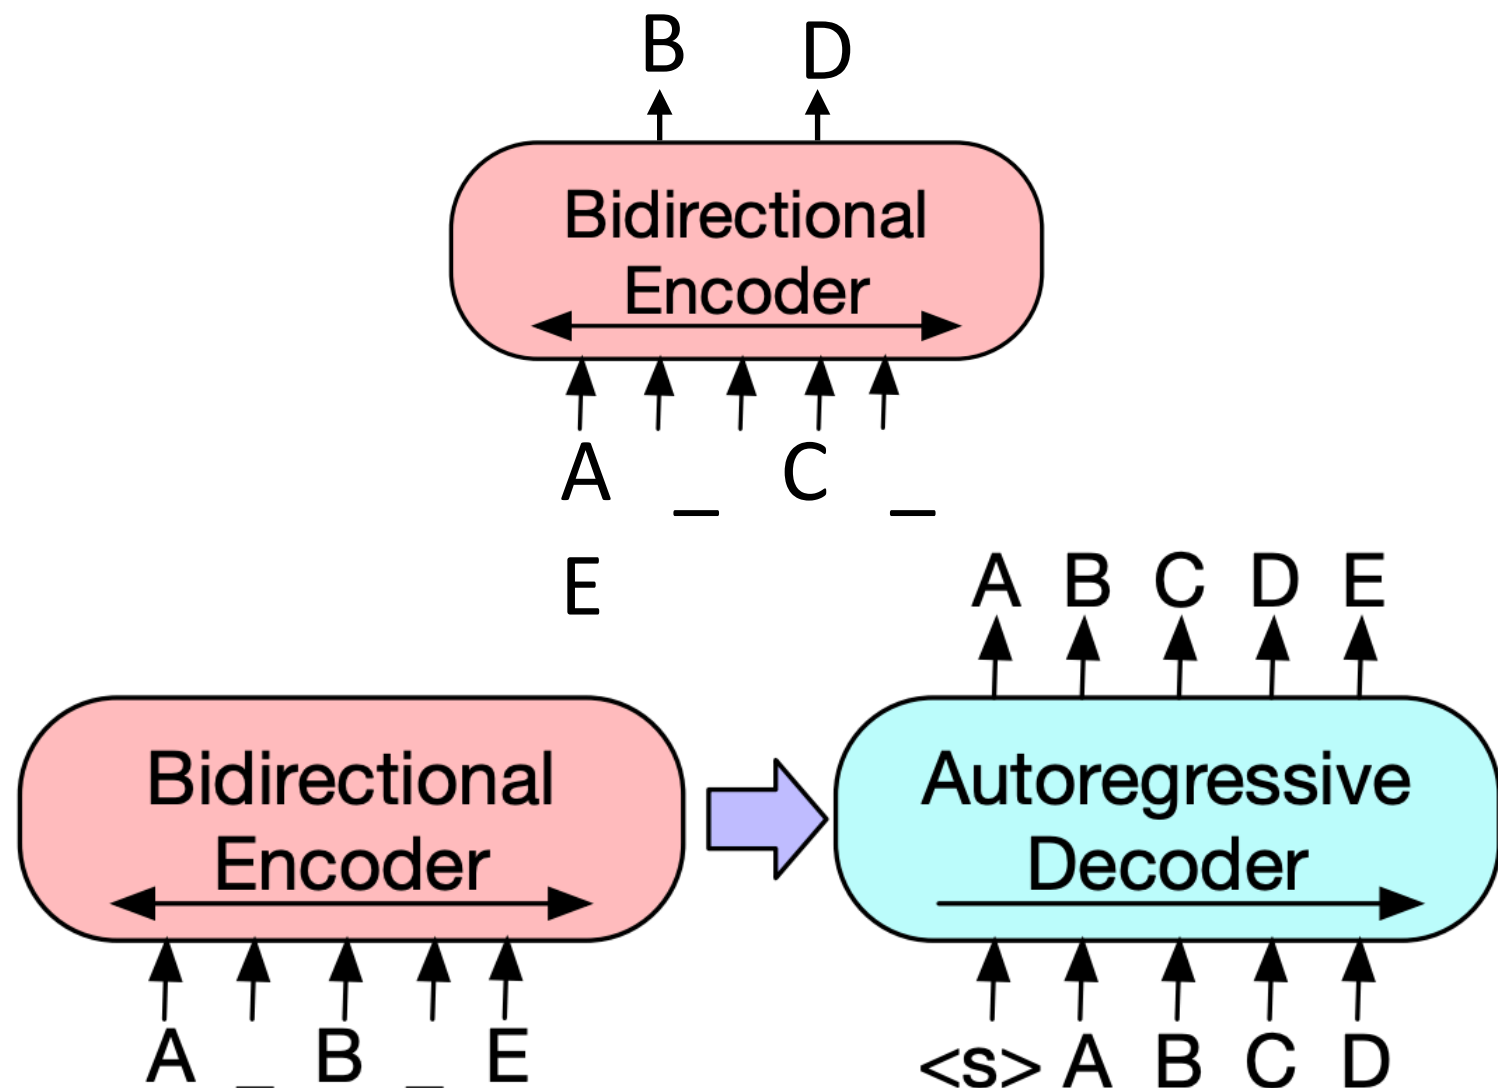 B D
Bidirectional
Encoder
A _ C _
E
A B C D E
Bidirectional
Encoder
Autoregressive
Decoder
A _ B _ E
<s> A B C D